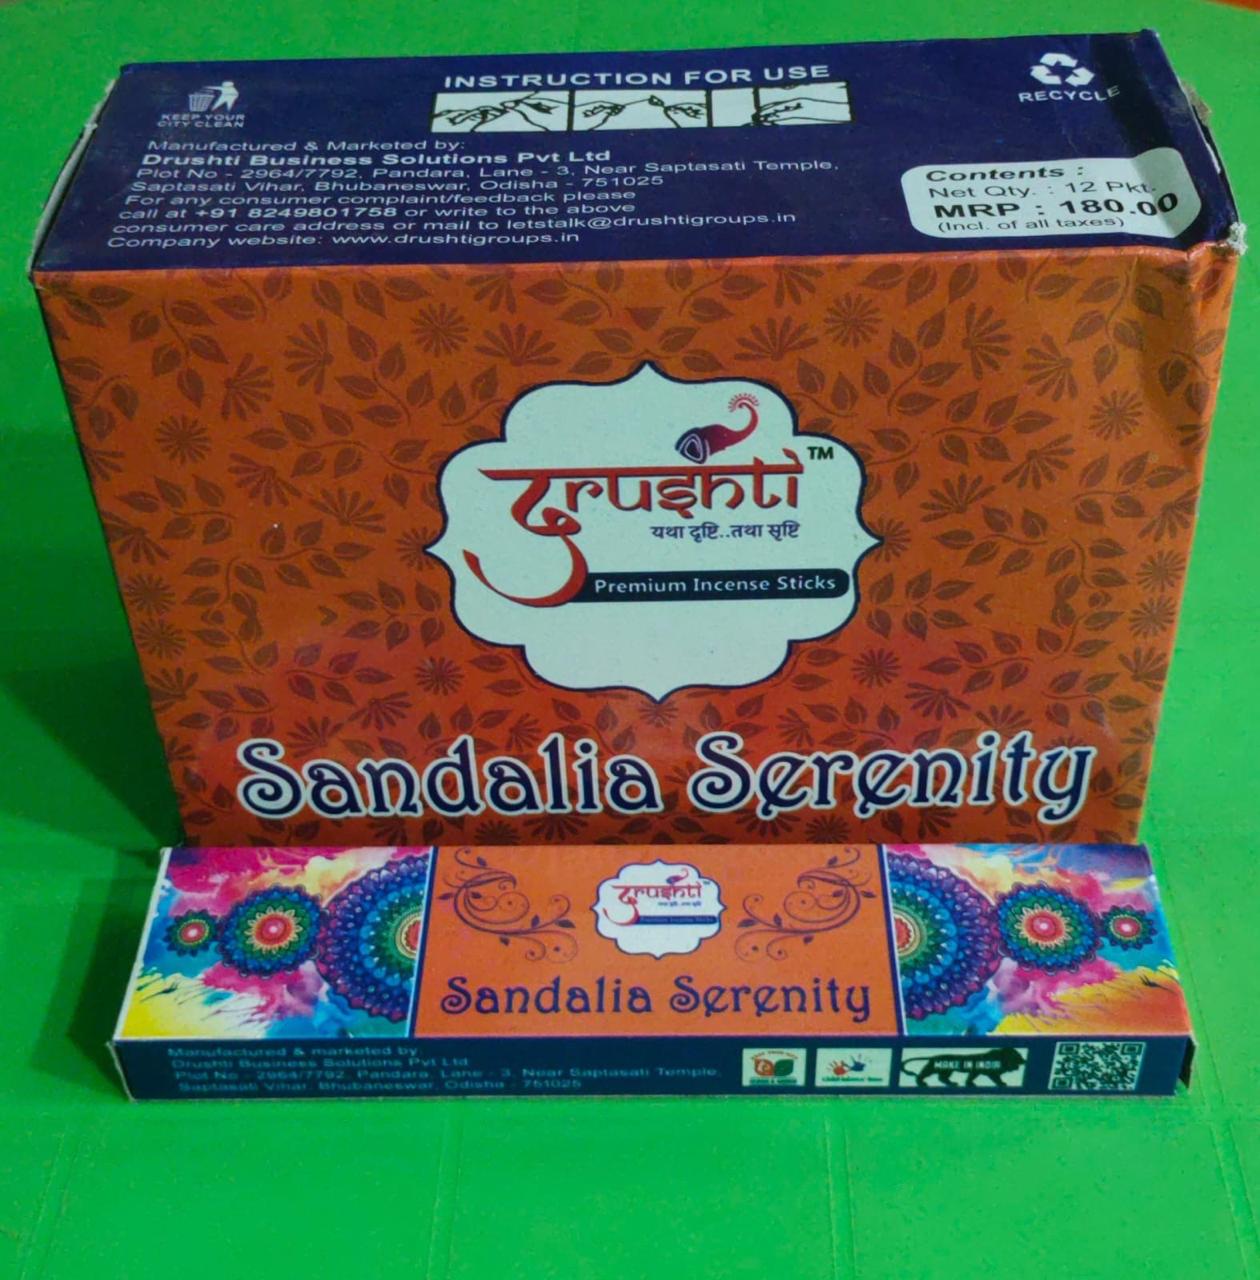 INSTRUCTION FOR USE
KEEP YOUR
CITY CLEAN
RECYCLE
Manufactured & Marketed by:
Drushti Business Solutions Pvt Ltd
Plot No - 2964/7792, Pandara, Lane - 3, Near Saptasati Temple,
Saptasati Vihar, Bhubaneswar, Odisha - 751025
For any consumer complaint/feedback please
call at +91 8249801758 or write to the above
consumer care address or mail to letstalk@drushtigroups.in
Company website: www.drushtigroups.in
Contents :
Net Qty. : 12 Pkt.
MRP : 180.00
(Incl. of all taxes)
Drushti™
यथा दृष्टि..तथा सृष्टि
Premium Incense Sticks
Sandalia Serenity
Drushti
Sandalia Serenity
Manufactured & marketed by
Drushti Business Solutions Pvt Ltd
Plot No - 2964/7792, Pandara, Lane - 3, Near Saptasati Temple,
Saptasati Vihar, Bhubaneswar, Odisha - 751025
MAKE IN INDIA